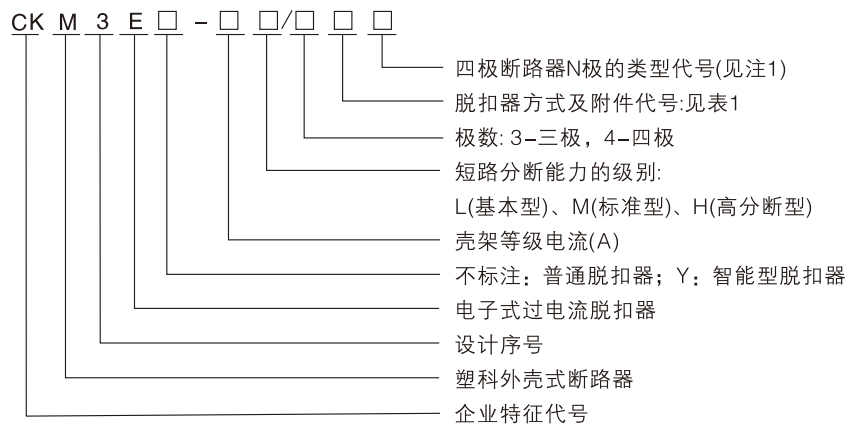 CK M 3 E □ - □ □/□ □ □
四极断路器N极的类型代号(见注1)
脱扣器方式及附件代号:见表1
极数: 3-三极，4-四极
短路分断能力的级别:
L(基本型)、M(标准型)、H(高分断型)
壳架等级电流(A)
不标注：普通脱扣器；Y：智能型脱扣器
电子式过电流脱扣器
设计序号
塑科外壳式断路器
企业特征代号